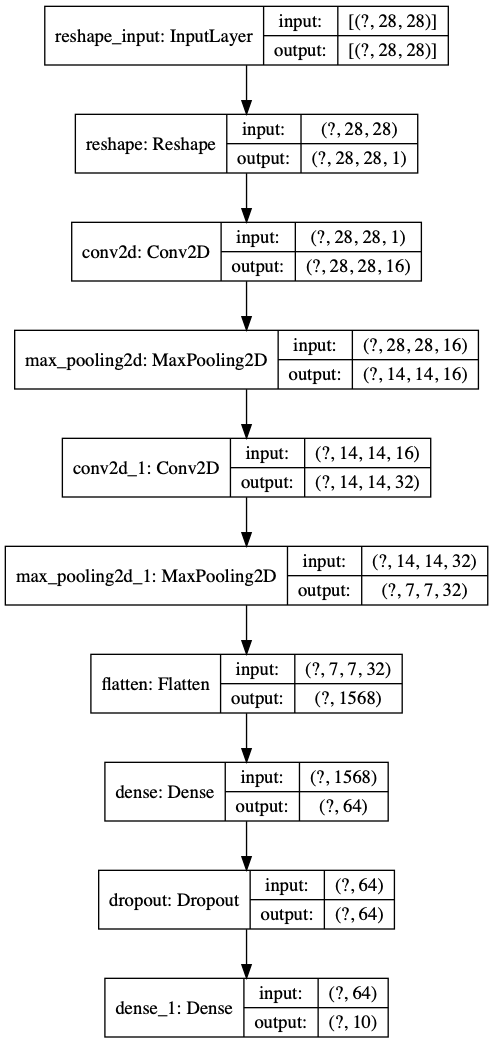 reshape_input: InputLayer
input: [(?, 28, 28)]
output: [(?, 28, 28)]
reshape: Reshape
input: (?, 28, 28)
output: (?, 28, 28, 1)
conv2d: Conv2D
input: (?, 28, 28, 1)
output: (?, 28, 28, 16)
max_pooling2d: MaxPooling2D
input: (?, 28, 28, 16)
output: (?, 14, 14, 16)
conv2d_1: Conv2D
input: (?, 14, 14, 16)
output: (?, 14, 14, 32)
max_pooling2d_1: MaxPooling2D
input: (?, 14, 14, 32)
output: (?, 7, 7, 32)
flatten: Flatten
input: (?, 7, 7, 32)
output: (?, 1568)
dense: Dense
input: (?, 1568)
output: (?, 64)
dropout: Dropout
input: (?, 64)
output: (?, 64)
dense_1: Dense
input: (?, 64)
output: (?, 10)